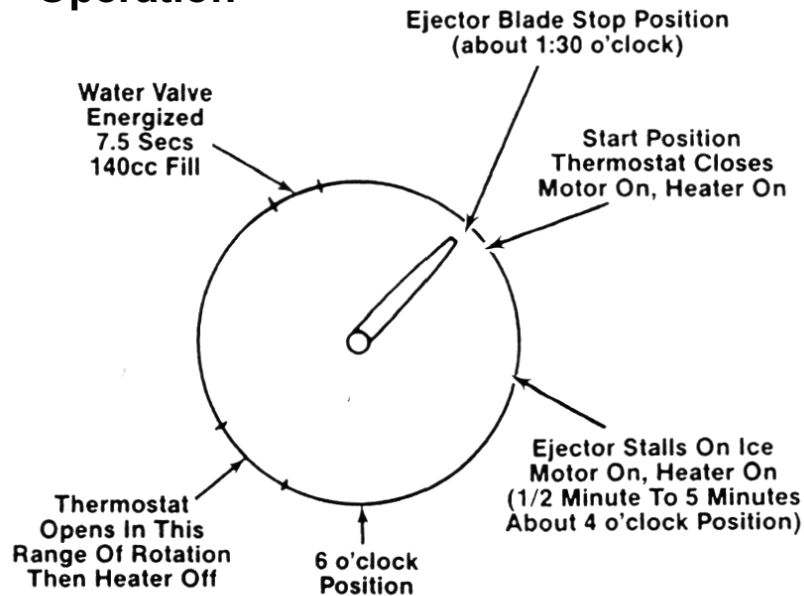 Operation
Ejector Blade Stop Position
(about 1:30 o'clock)
Water Valve
Energized
7.5 Secs
140cc Fill
Start Position
Thermostat Closes
Motor On, Heater On
Ejector Stalls On Ice
Motor On, Heater On
(1/2 Minute To 5 Minutes
About 4 o'clock Position)
6 o'clock
Position
Thermostat
Opens In This
Range Of Rotation
Then Heater Off